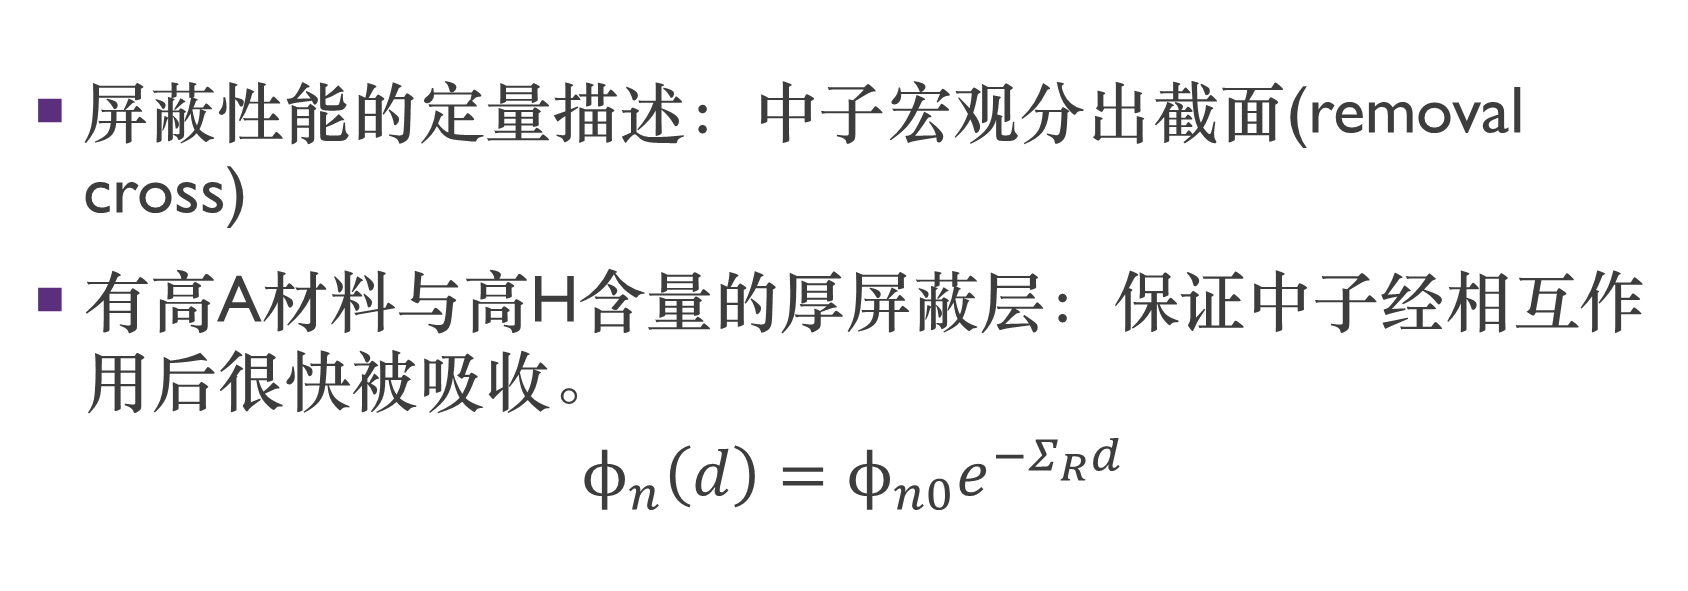 ▪ 屏蔽性能的定量描述：中子宏观分出截面(removal
cross)
▪ 有高A材料与高H含量的厚屏蔽层：保证中子经相互作
用后很快被吸收。
ϕₙ(d) = ϕₙ₀e^{-Σ_R d}